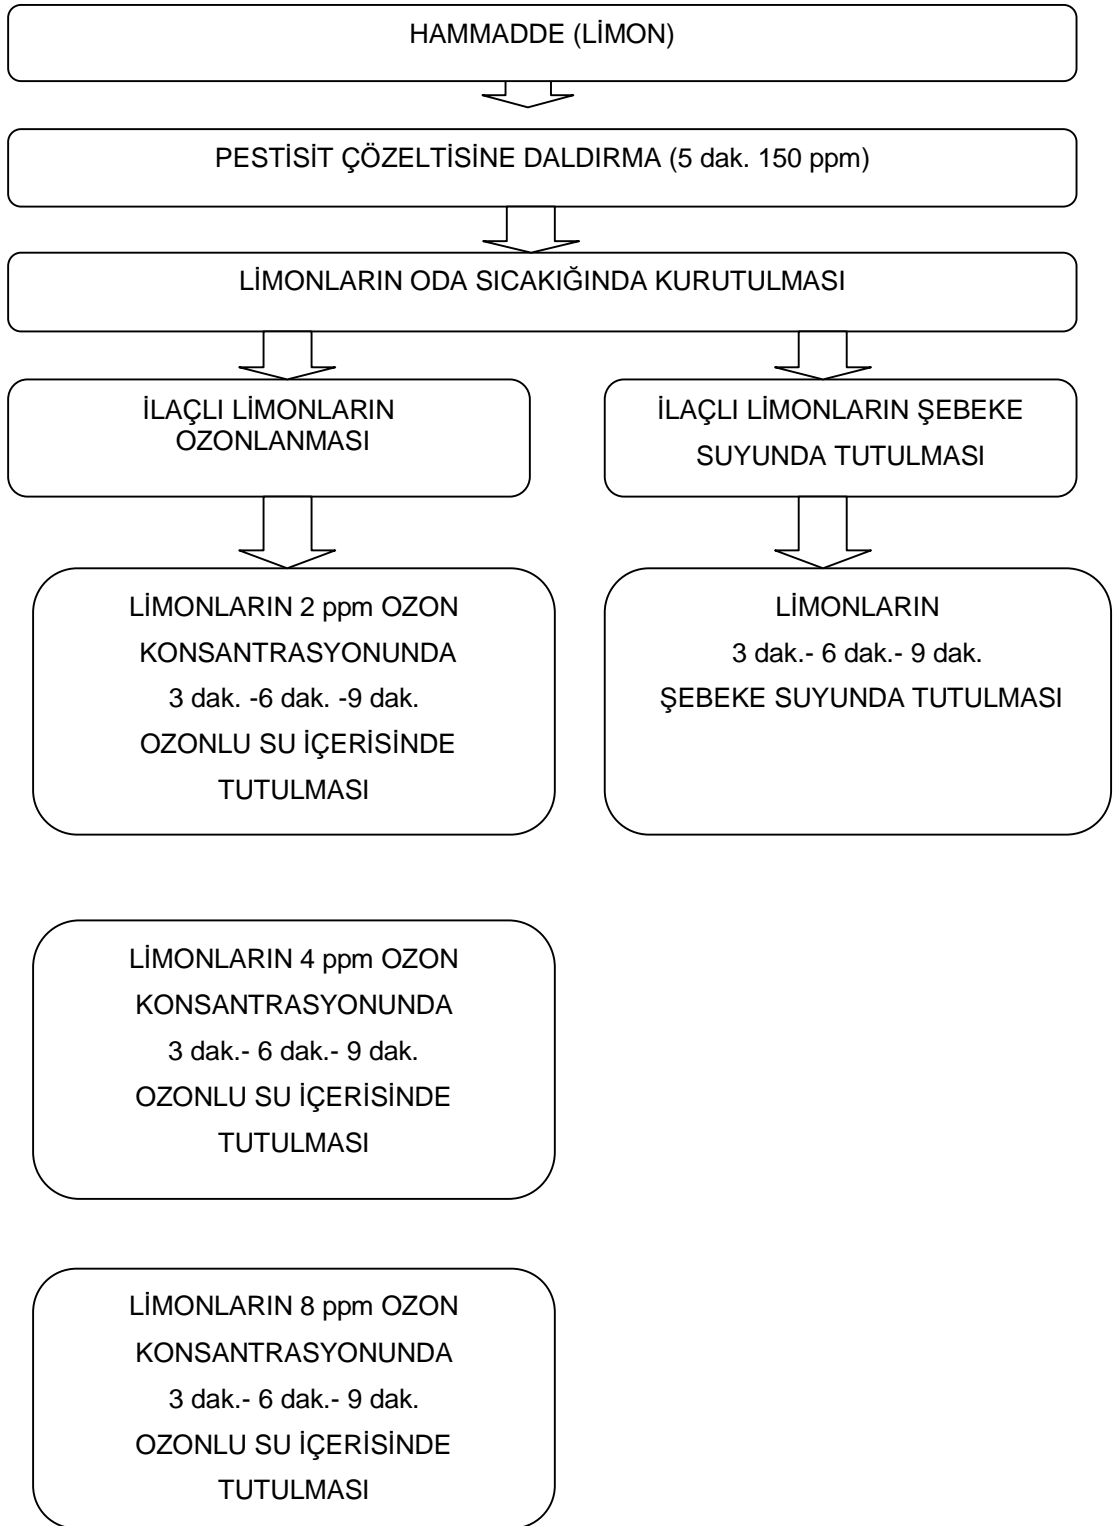 HAMMADDE (LİMON)
PESTİSİT ÇÖZELTİSİNE DALDIRMA (5 dak. 150 ppm)
LİMONLARIN ODA SICAKIĞINDA KURUTULMASI
İLAÇLI LİMONLARIN
OZONLANMASI
İLAÇLI LİMONLARIN ŞEBEKE
SUYUNDA TUTULMASI
LİMONLARIN 2 ppm OZON
KONSANTRASYONUNDA
3 dak. -6 dak. -9 dak.
OZONLU SU İÇERİSİNDE
TUTULMASI
LİMONLARIN
3 dak.- 6 dak.- 9 dak.
ŞEBEKE SUYUNDA TUTULMASI
LİMONLARIN 4 ppm OZON
KONSANTRASYONUNDA
3 dak.- 6 dak.- 9 dak.
OZONLU SU İÇERİSİNDE
TUTULMASI
LİMONLARIN 8 ppm OZON
KONSANTRASYONUNDA
3 dak.- 6 dak.- 9 dak.
OZONLU SU İÇERİSİNDE
TUTULMASI